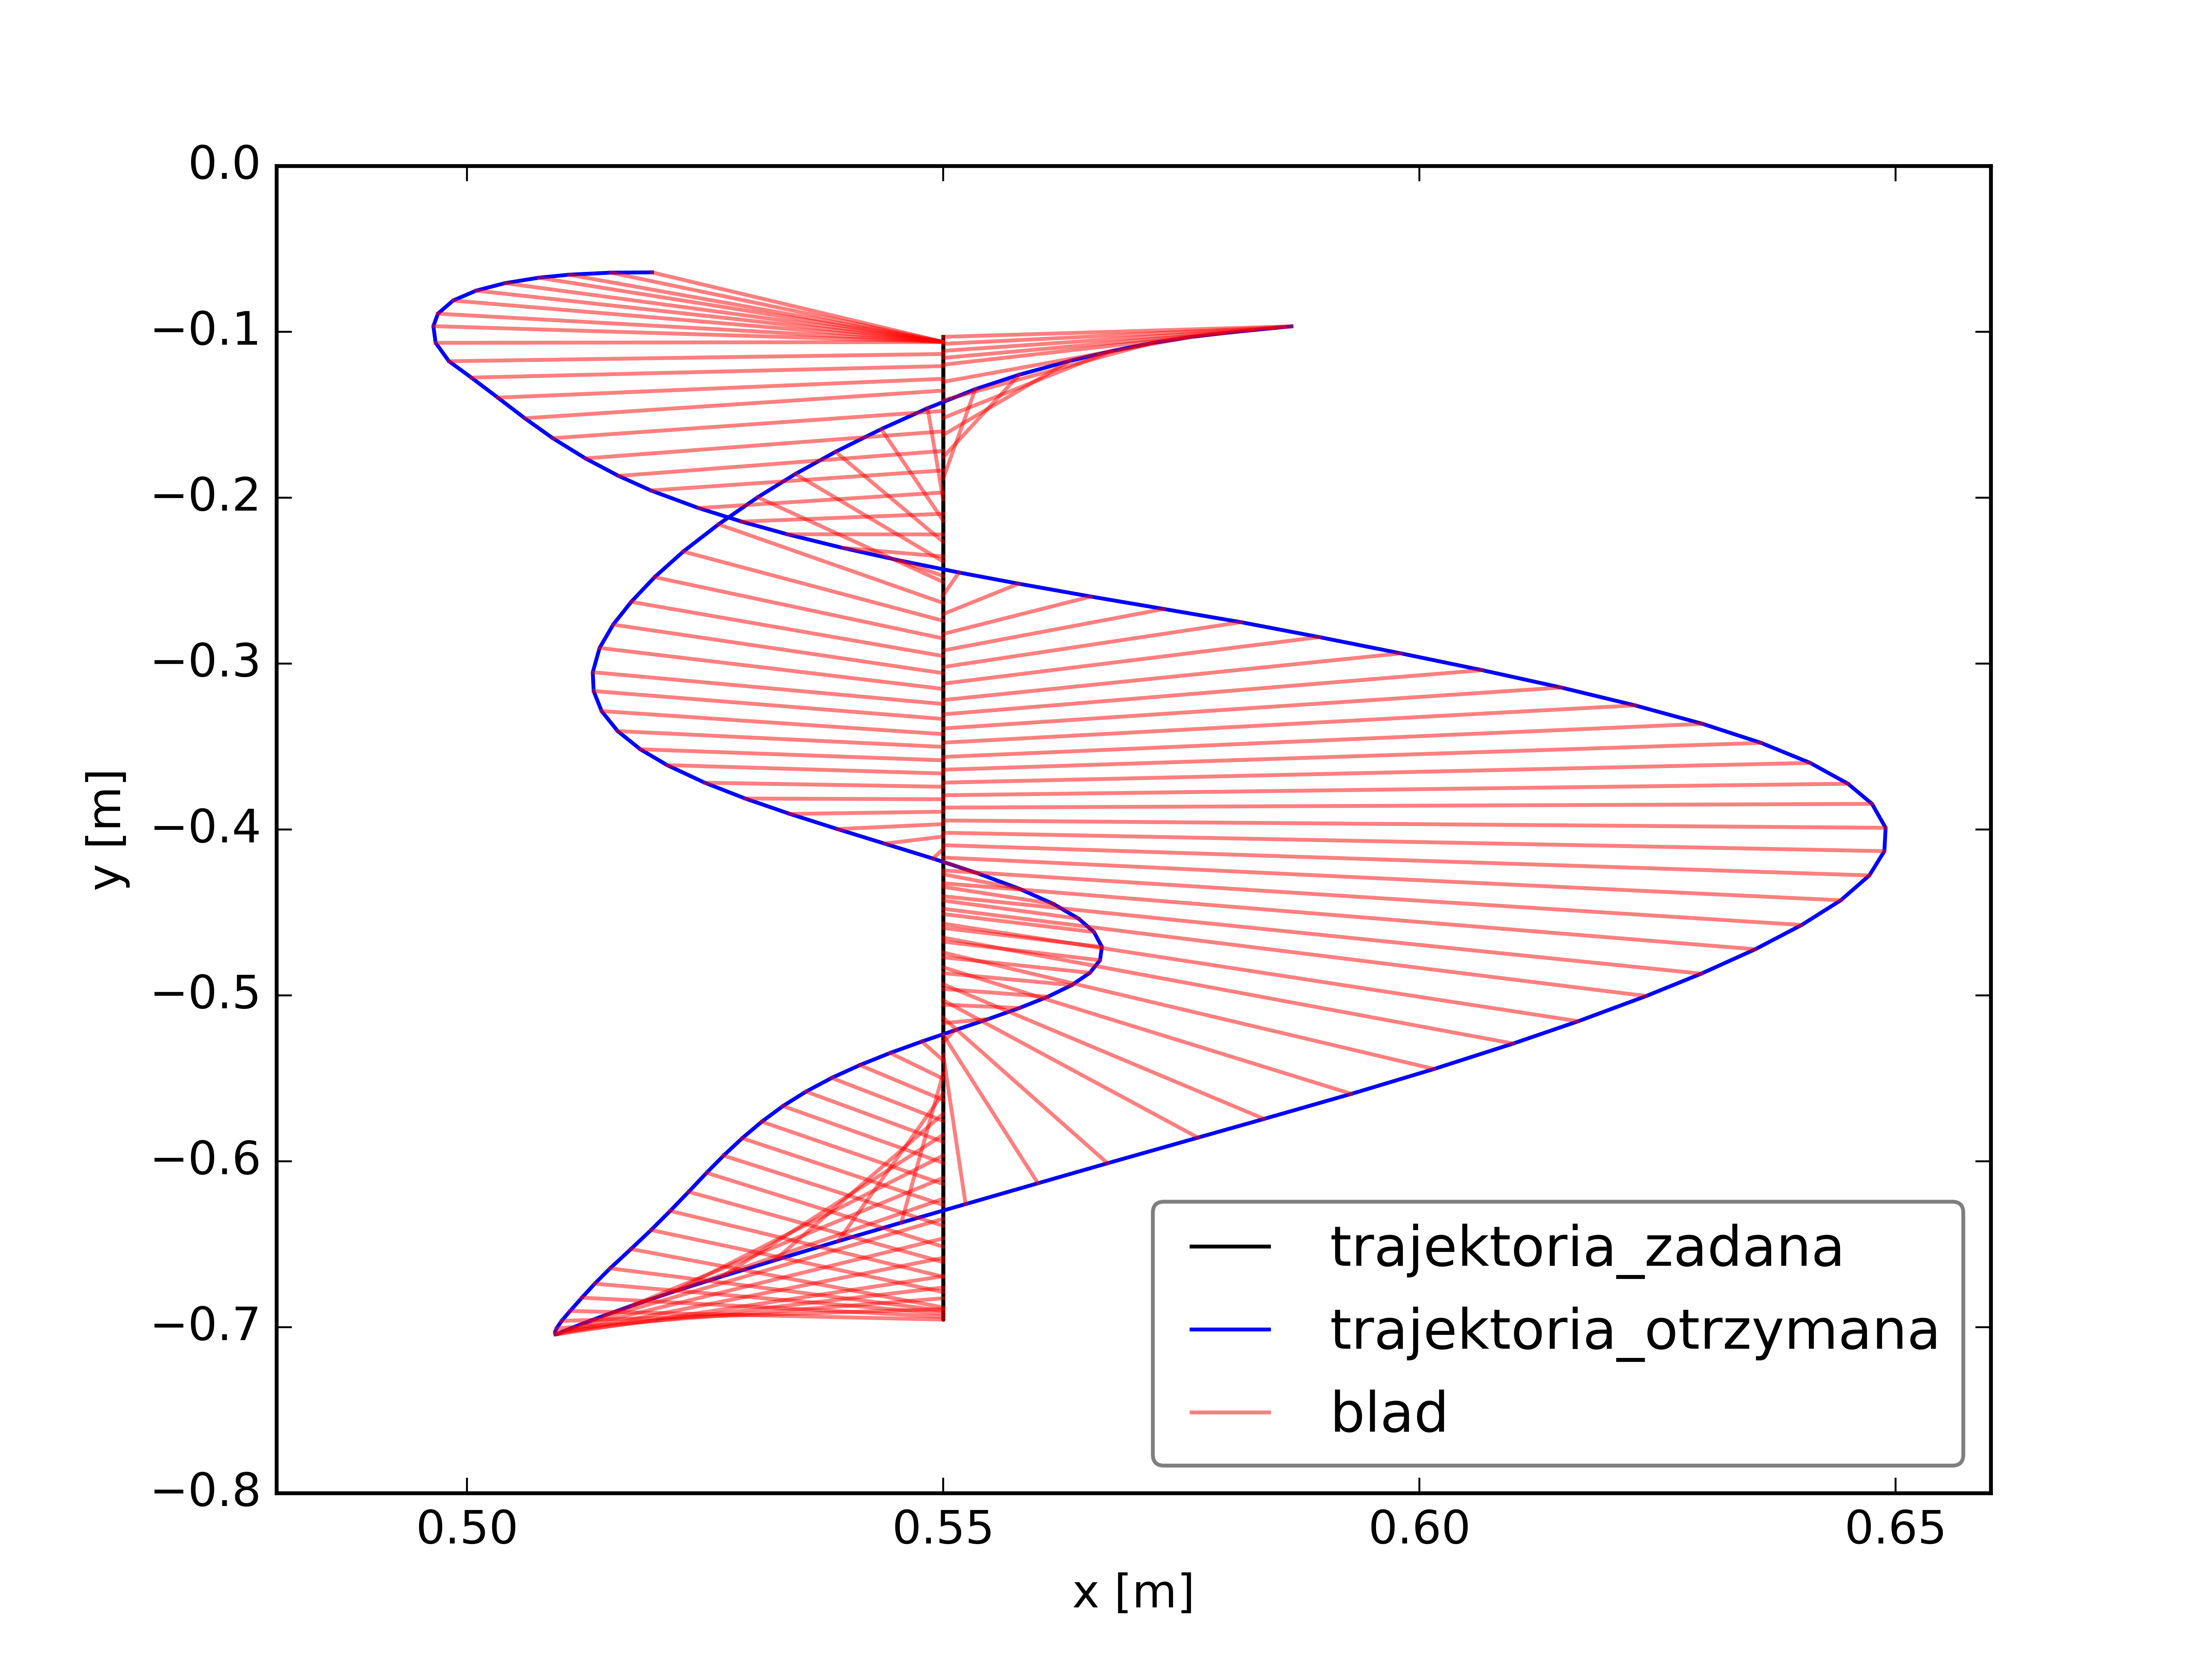 0.0
−0.1
−0.2
−0.3
−0.4
−0.5
−0.6
−0.7
−0.8
y [m]
0.50 0.55 0.60 0.65
x [m]
trajektoria_zadana
trajektoria_otrzymana
blad